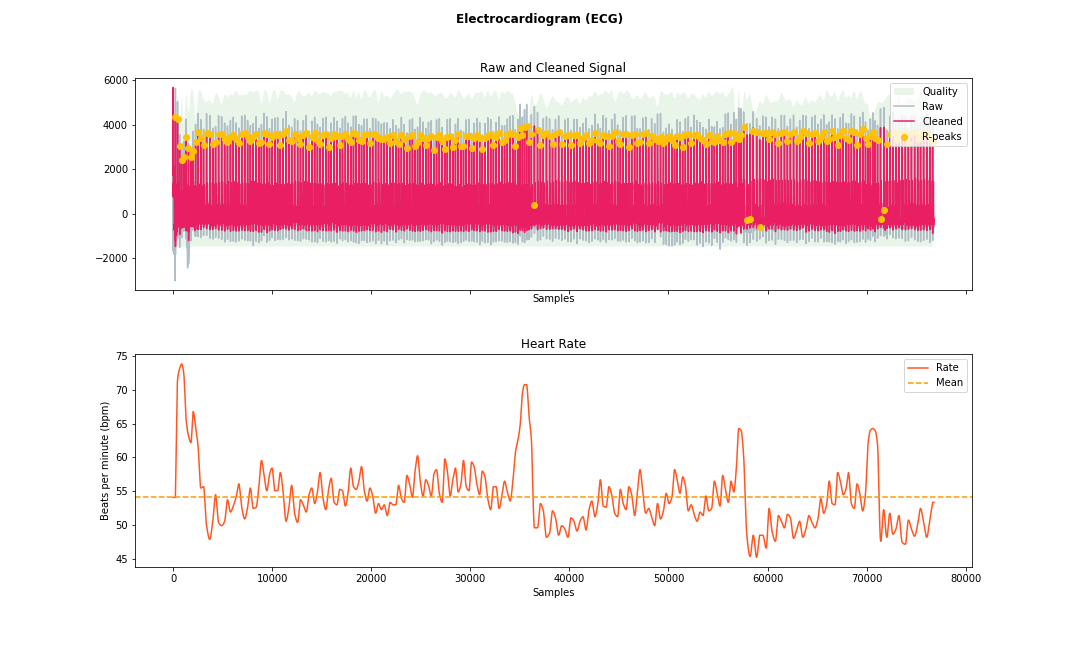 Electrocardiogram (ECG)
Raw and Cleaned Signal
6000
4000
2000
0
−2000
Quality
Raw
Cleaned
R-peaks
Samples
Heart Rate
75
70
65
60
55
50
45
Beats per minute (bpm)
Rate
Mean
0
10000
20000
30000
40000
50000
60000
70000
80000
Samples